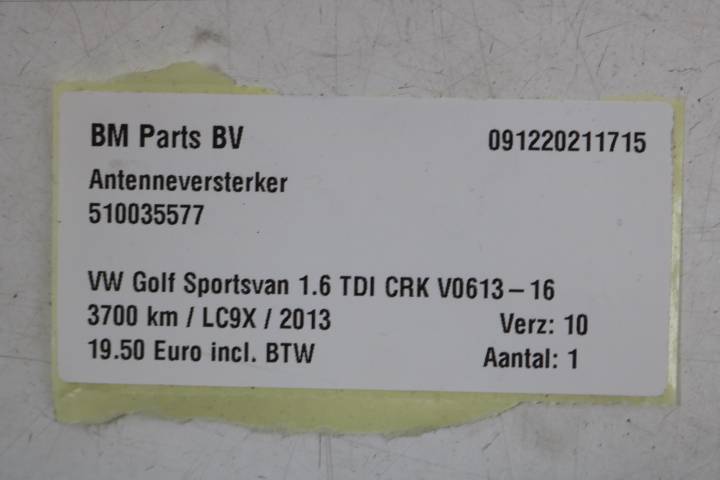 BM Parts BV 091220211715
Antenneversterker
510035577
VW Golf Sportsvan 1.6 TDI CRK V0613-16
3700 km / LC9X / 2013 Verz: 10
19.50 Euro incl. BTW Aantal: 1